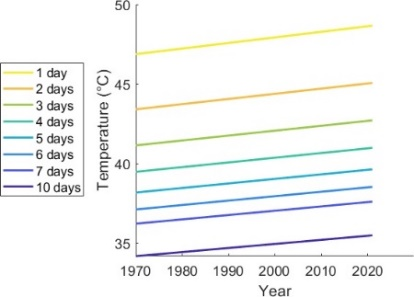 50
45
40
35
Temperature (°C)
1 day
2 days
3 days
4 days
5 days
6 days
7 days
10 days
1970 1980 1990 2000 2010 2020
Year